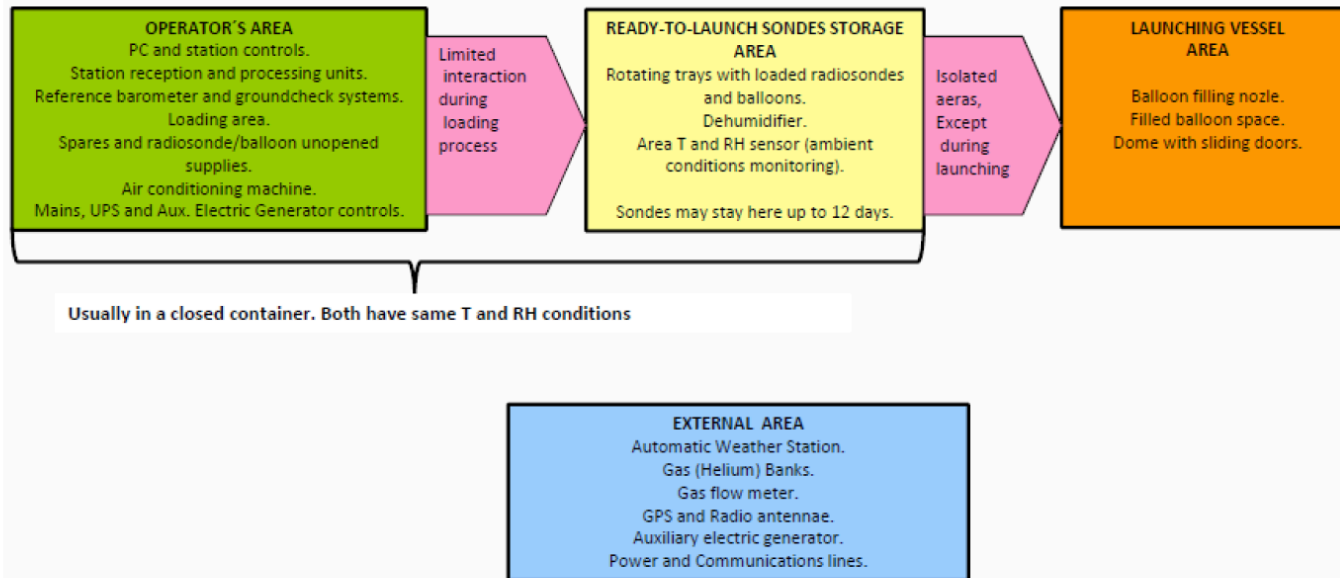 OPERATOR´S AREA
PC and station controls.
Station reception and processing units.
Reference barometer and groundcheck systems.
Loading area.
Spares and radiosonde/balloon unopened
supplies.
Air conditioning machine.
Mains, UPS and Aux. Electric Generator controls.
Limited
interaction
during
loading
process
READY-TO-LAUNCH SONDES STORAGE
AREA
Rotating trays with loaded radiosondes
and balloons.
Dehumidifier.
Area T and RH sensor (ambient
conditions monitoring).
Sondes may stay here up to 12 days.
Isolated
aeras,
Except
during
launching
LAUNCHING VESSEL
AREA
Balloon filling nozle.
Filled balloon space.
Dome with sliding doors.
Usually in a closed container. Both have same T and RH conditions
EXTERNAL AREA
Automatic Weather Station.
Gas (Helium) Banks.
Gas flow meter.
GPS and Radio antennae.
Auxiliary electric generator.
Power and Communications lines.